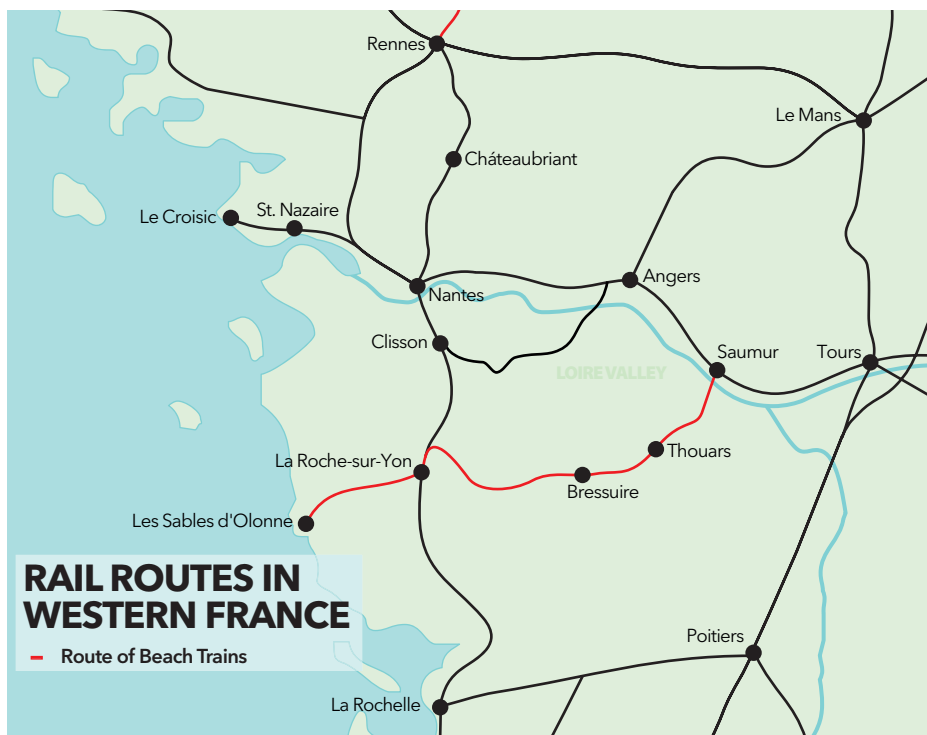 Rennes
Le Mans
Cháteaubriant
St. Nazaire
Le Croisic
Angers
Nantes
Clisson
Saumur
Tours
LOIRE VALLEY
La Roche-sur-Yon
Thouars
Bressuire
Les Sables d'Olonne
RAIL ROUTES IN
WESTERN FRANCE
Route of Beach Trains
Poitiers
La Rochelle